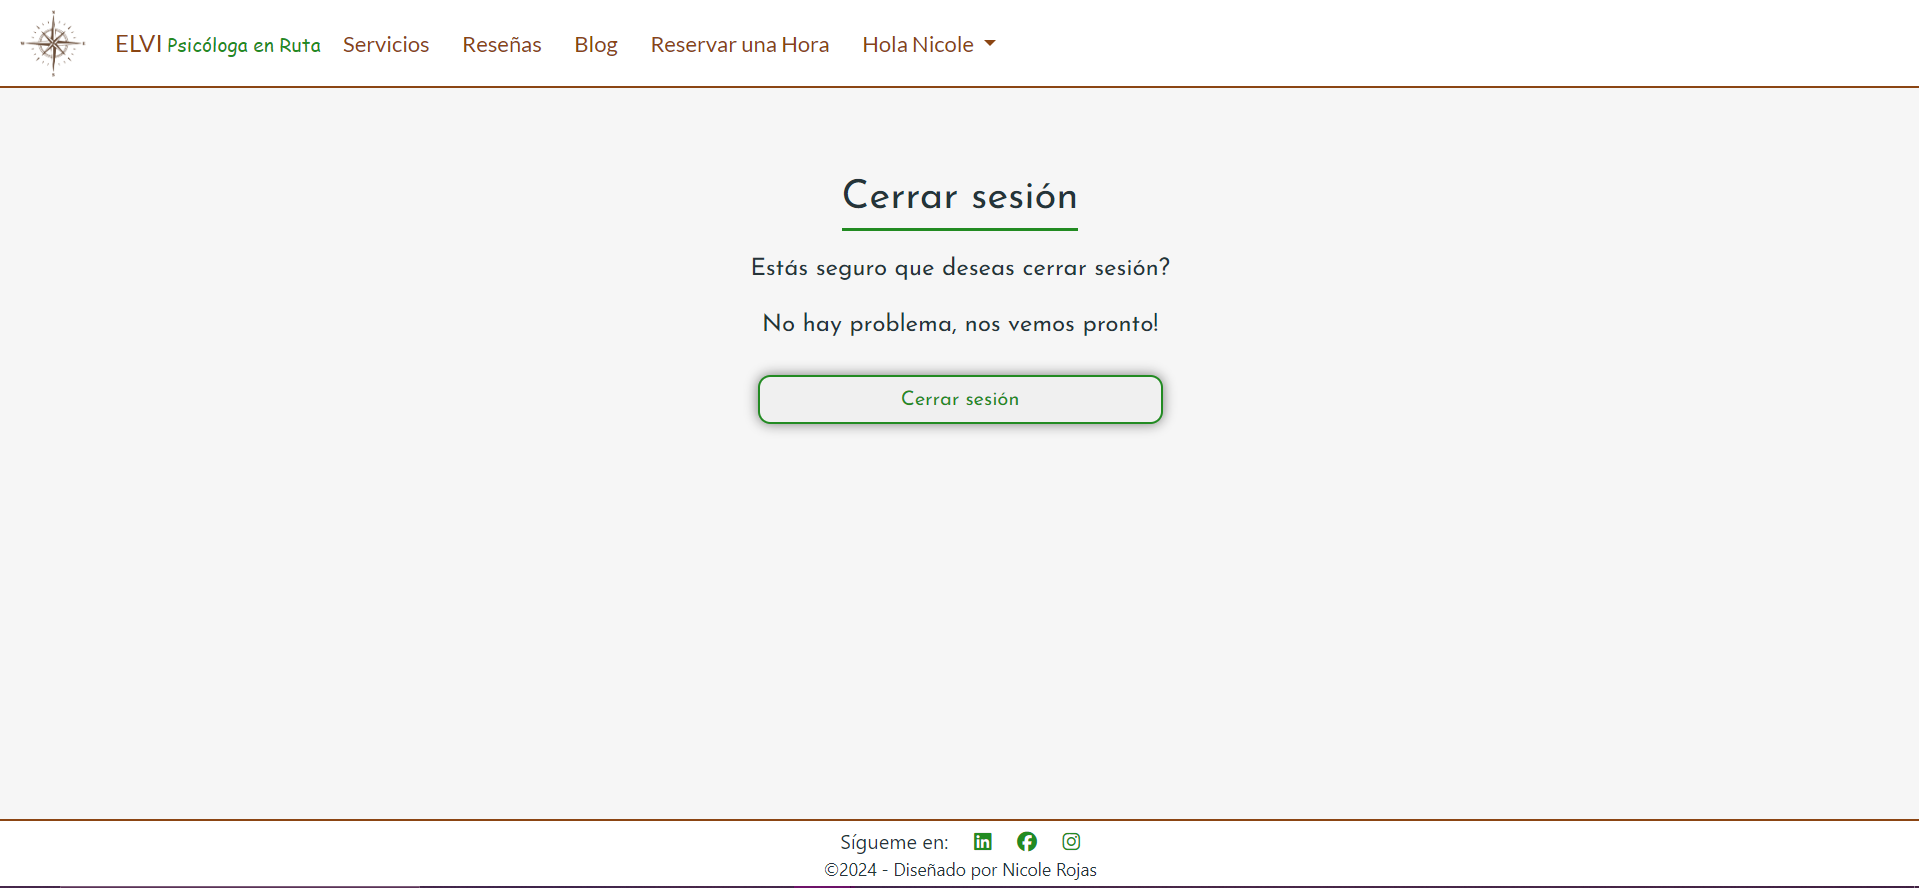 ELVI Psicóloga en Ruta Servicios Reseñas Blog Reservar una Hora Hola Nicole
Cerrar sesión
Estás seguro que deseas cerrar sesión?
No hay problema, nos vemos pronto!
Cerrar sesión
Sígueme en:
©2024 - Diseñado por Nicole Rojas